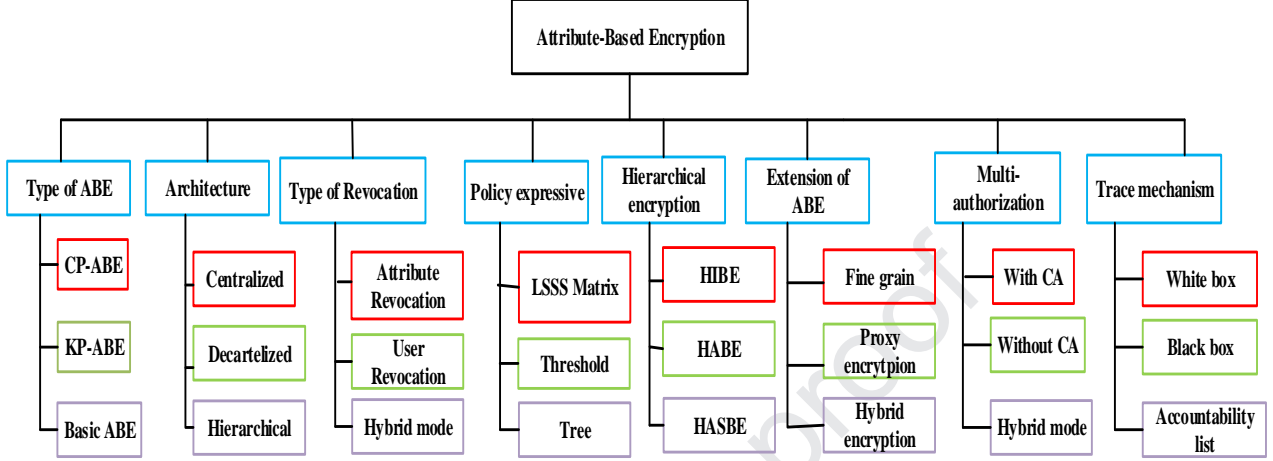 Attribute-Based Encryption
Type of ABE
Architecture
Type of Revocation
Policy expressive
Hierarchical
encryption
Extension of
ABE
Multi-
authorization
Trace mechanism
CP-ABE
KP-ABE
Basic ABE
Centralized
Decartelized
Hierarchical
Attribute
Revocation
User
Revocation
Hybrid mode
LSSS Matrix
Threshold
Tree
HIBE
HABE
HASBE
Fine grain
Proxy
encrytpion
Hybrid
encryption
With CA
Without CA
Hybrid mode
White box
Black box
Accountability
list
proof